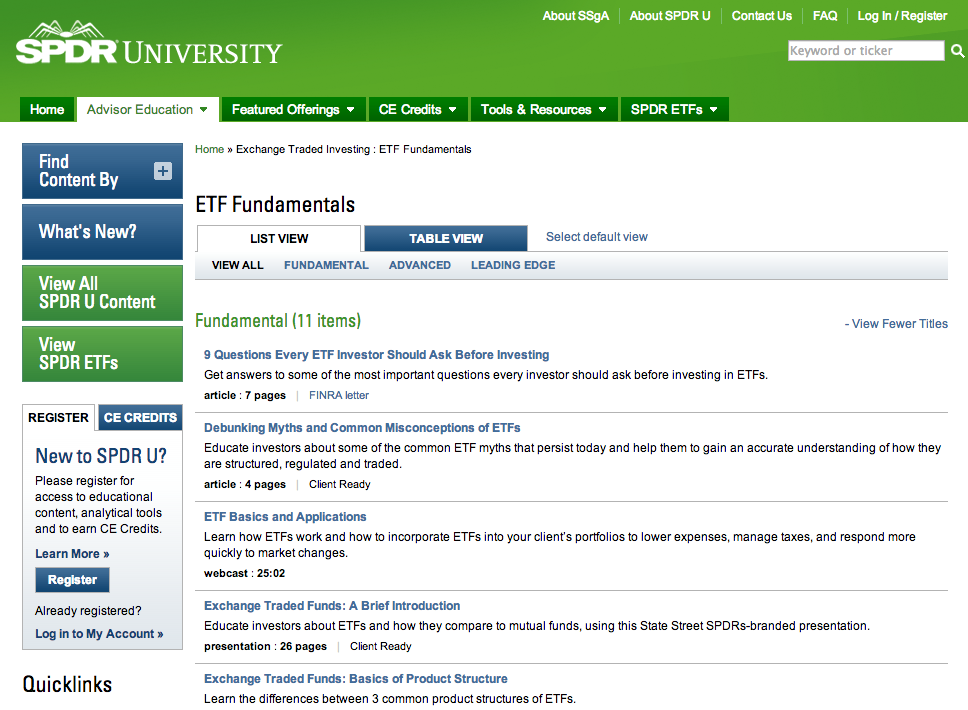 About SSgA
About SPDR U
Contact Us
FAQ
Log In / Register
SPDR UNIVERSITY
Keyword or ticker
Home
Advisor Education
Featured Offerings
CE Credits
Tools & Resources
SPDR ETFs
Find
Content By
What's New?
View All
SPDR U Content
View
SPDR ETFs
REGISTER
CE CREDITS
New to SPDR U?
Please register for
access to educational
content, analytical tools
and to earn CE Credits.
Learn More »
Register
Already registered?
Log in to My Account »
Quicklinks
Home » Exchange Traded Investing : ETF Fundamentals
ETF Fundamentals
LIST VIEW
TABLE VIEW
Select default view
VIEW ALL
FUNDAMENTAL
ADVANCED
LEADING EDGE
Fundamental (11 items)
- View Fewer Titles
9 Questions Every ETF Investor Should Ask Before Investing
Get answers to some of the most important questions every investor should ask before investing in ETFs.
article : 7 pages | FINRA letter
Debunking Myths and Common Misconceptions of ETFs
Educate investors about some of the common ETF myths that persist today and help them to gain an accurate understanding of how they
are structured, regulated and traded.
article : 4 pages | Client Ready
ETF Basics and Applications
Learn how ETFs work and how to incorporate ETFs into your client's portfolios to lower expenses, manage taxes, and respond more
quickly to market changes.
webcast : 25:02
Exchange Traded Funds: A Brief Introduction
Educate investors about ETFs and how they compare to mutual funds, using this State Street SPDRs-branded presentation.
presentation : 26 pages | Client Ready
Exchange Traded Funds: Basics of Product Structure
Learn the differences between 3 common product structures of ETFs.